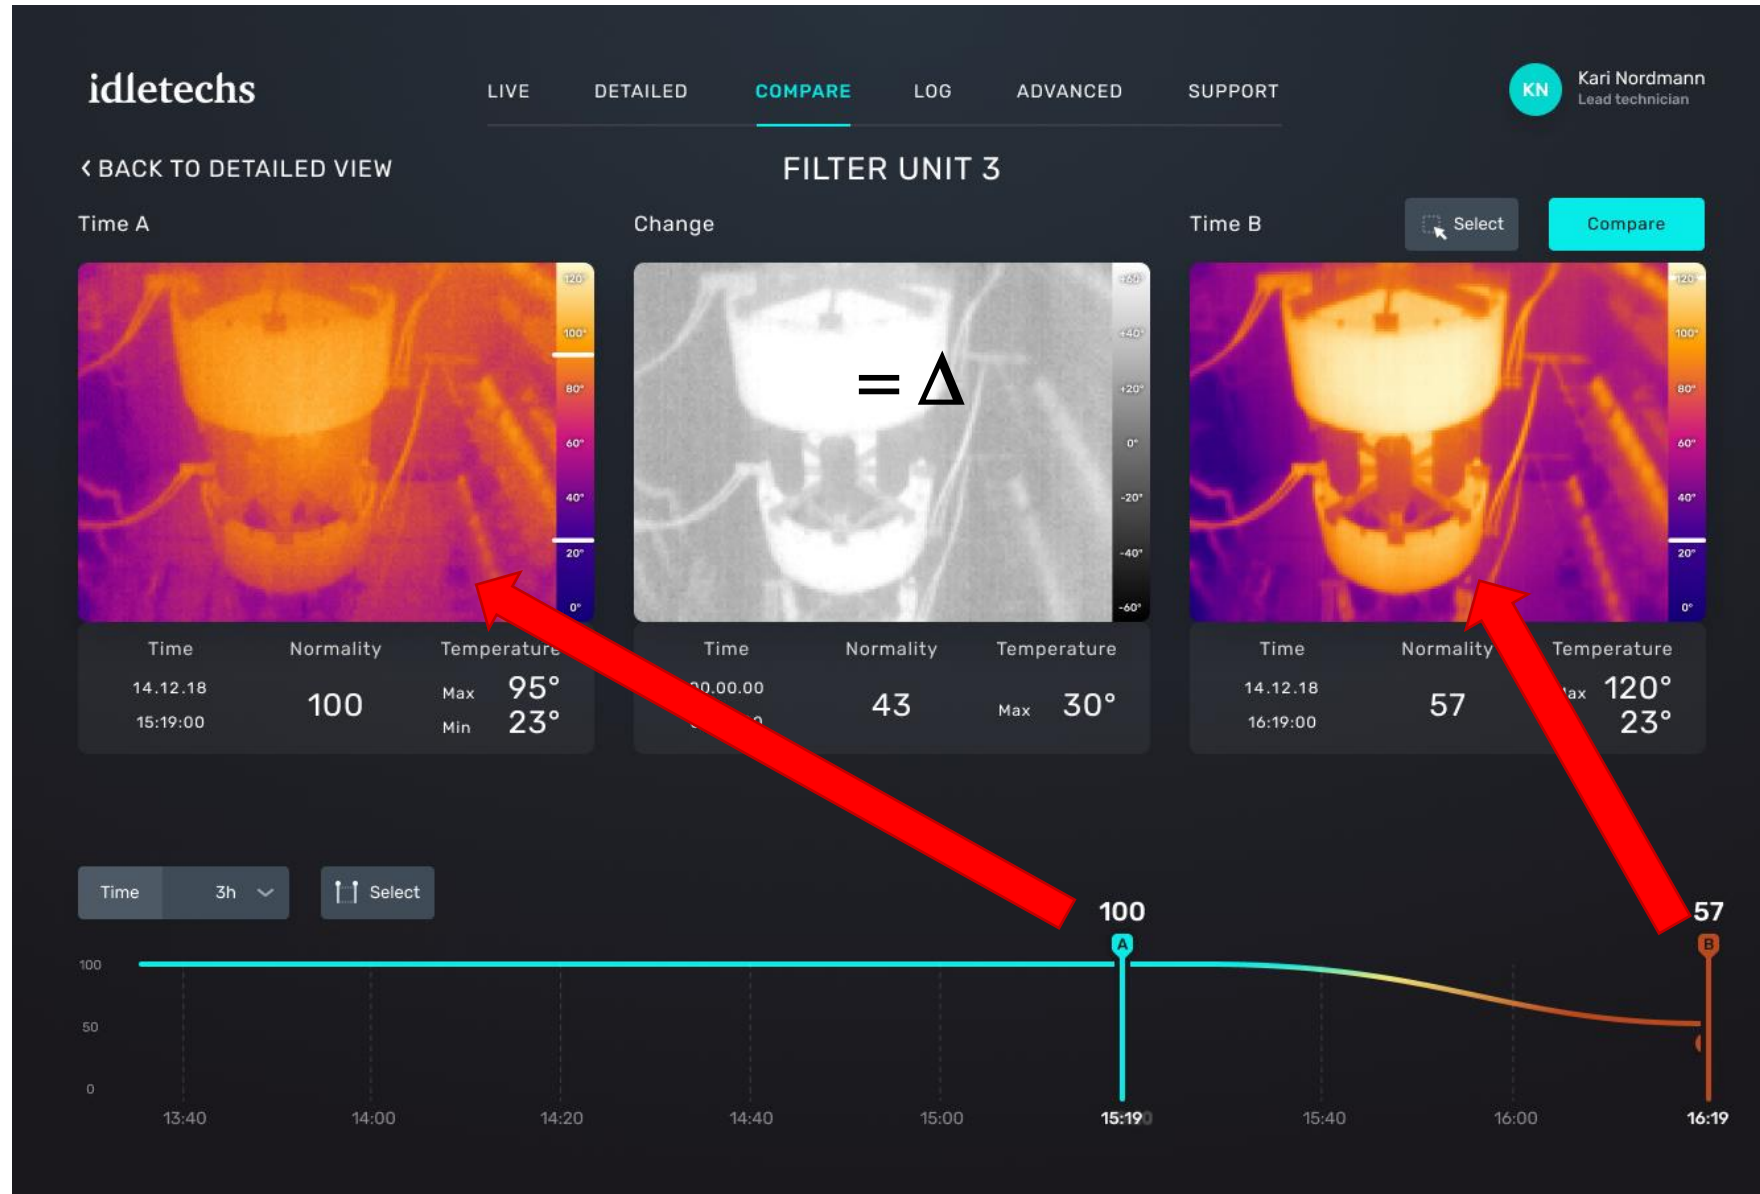 idletechs
LIVE DETAILED COMPARE LOG ADVANCED SUPPORT
KN
Kari Nordmann
Lead technician
BACK TO DETAILED VIEW
FILTER UNIT 3
Time A
Change
Time B
Select
Compare
120°
100°
80°
60°
40°
20°
0°
+60°
+40°
+20°
0°
-20°
-40°
-60°
= Δ
120°
100°
80°
60°
40°
20°
0°
Time Normality Temperature
14.12.18
15:19:00
100
Max 95°
Min 23°
Time Normality Temperature
43
Max 30°
Time Normality Temperature
14.12.18
16:19:00
57
120°
23°
Time 3h
Select
100
57
A
B
100
50
0
13:40 14:00 14:20 14:40 15:00 15:19 15:40 16:00 16:19